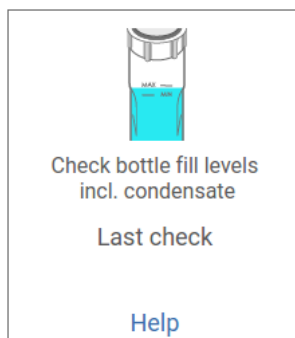 MAX
MIN
Check bottle fill levels
incl. condensate
Last check
Help